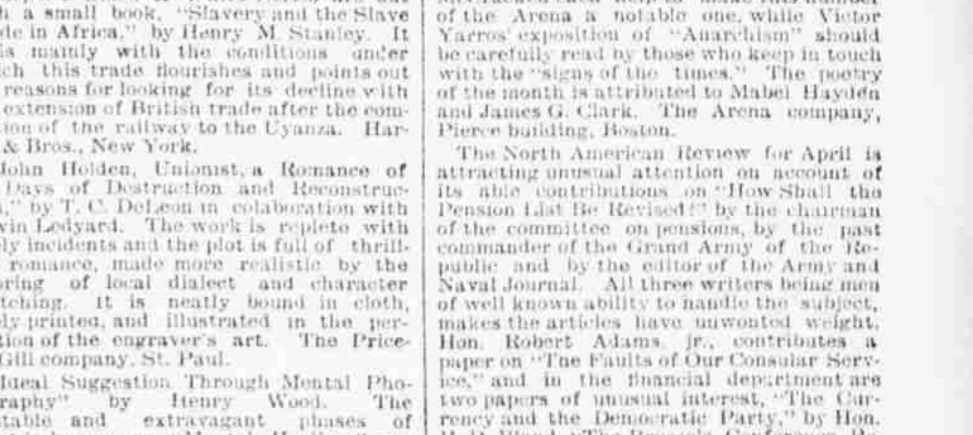 h a small book, "Slavery and the Slave
de in Africa," by Henry M. Stanley. It
is mainly with the conditions under
ch this trade flourishes and points out
reasons for looking for its decline with
extension of British trade after the com-
ion of the railway to the Uyanza. Har-
& Bros., New York.
John Holden, Unionist, a Romance of
Days of Destruction and Reconstruc-
," by T. C. DeLeon in colaboration with
win Ledyard. The work is replete with
ly incidents and the plot is full of thrill-
romance, made more realistic by the
oring of local dialect and character
tching. It is neatly bound in cloth,
ly printed, and illustrated in the per-
tion of the engraver's art. The Price-
Gill company, St. Paul.
Ideal Suggestion Through Mental Pho-
raphy" by Henry Wood. The
table and extravagant phases of
of the Arena a notable one, while Victor
Yarros' exposition of "Anarchism" should
be carefully read by those who keep in touch
with the "signs of the times." The poetry
of the month is attributed to Mabel Hayden
and James G. Clark. The Arena company,
Pierce building, Boston.
The North American Review for April is
attracting unusual attention on account of
its able contributions on "How Shall the
Pension List Be Revised?" by the chairman
of the committee on pensions, by the past
commander of the Grand Army of the Re-
public and by the editor of the Army and
Naval Journal. All three writers being men
of well known ability to handle the subject,
makes the articles have unwonted weight.
Hon. Robert Adams, jr., contributes a
paper on "The Faults of Our Consular Serv-
ice," and in the financial department are
two papers of unusual interest, "The Cur-
rency and the Democratic Party," by Hon.